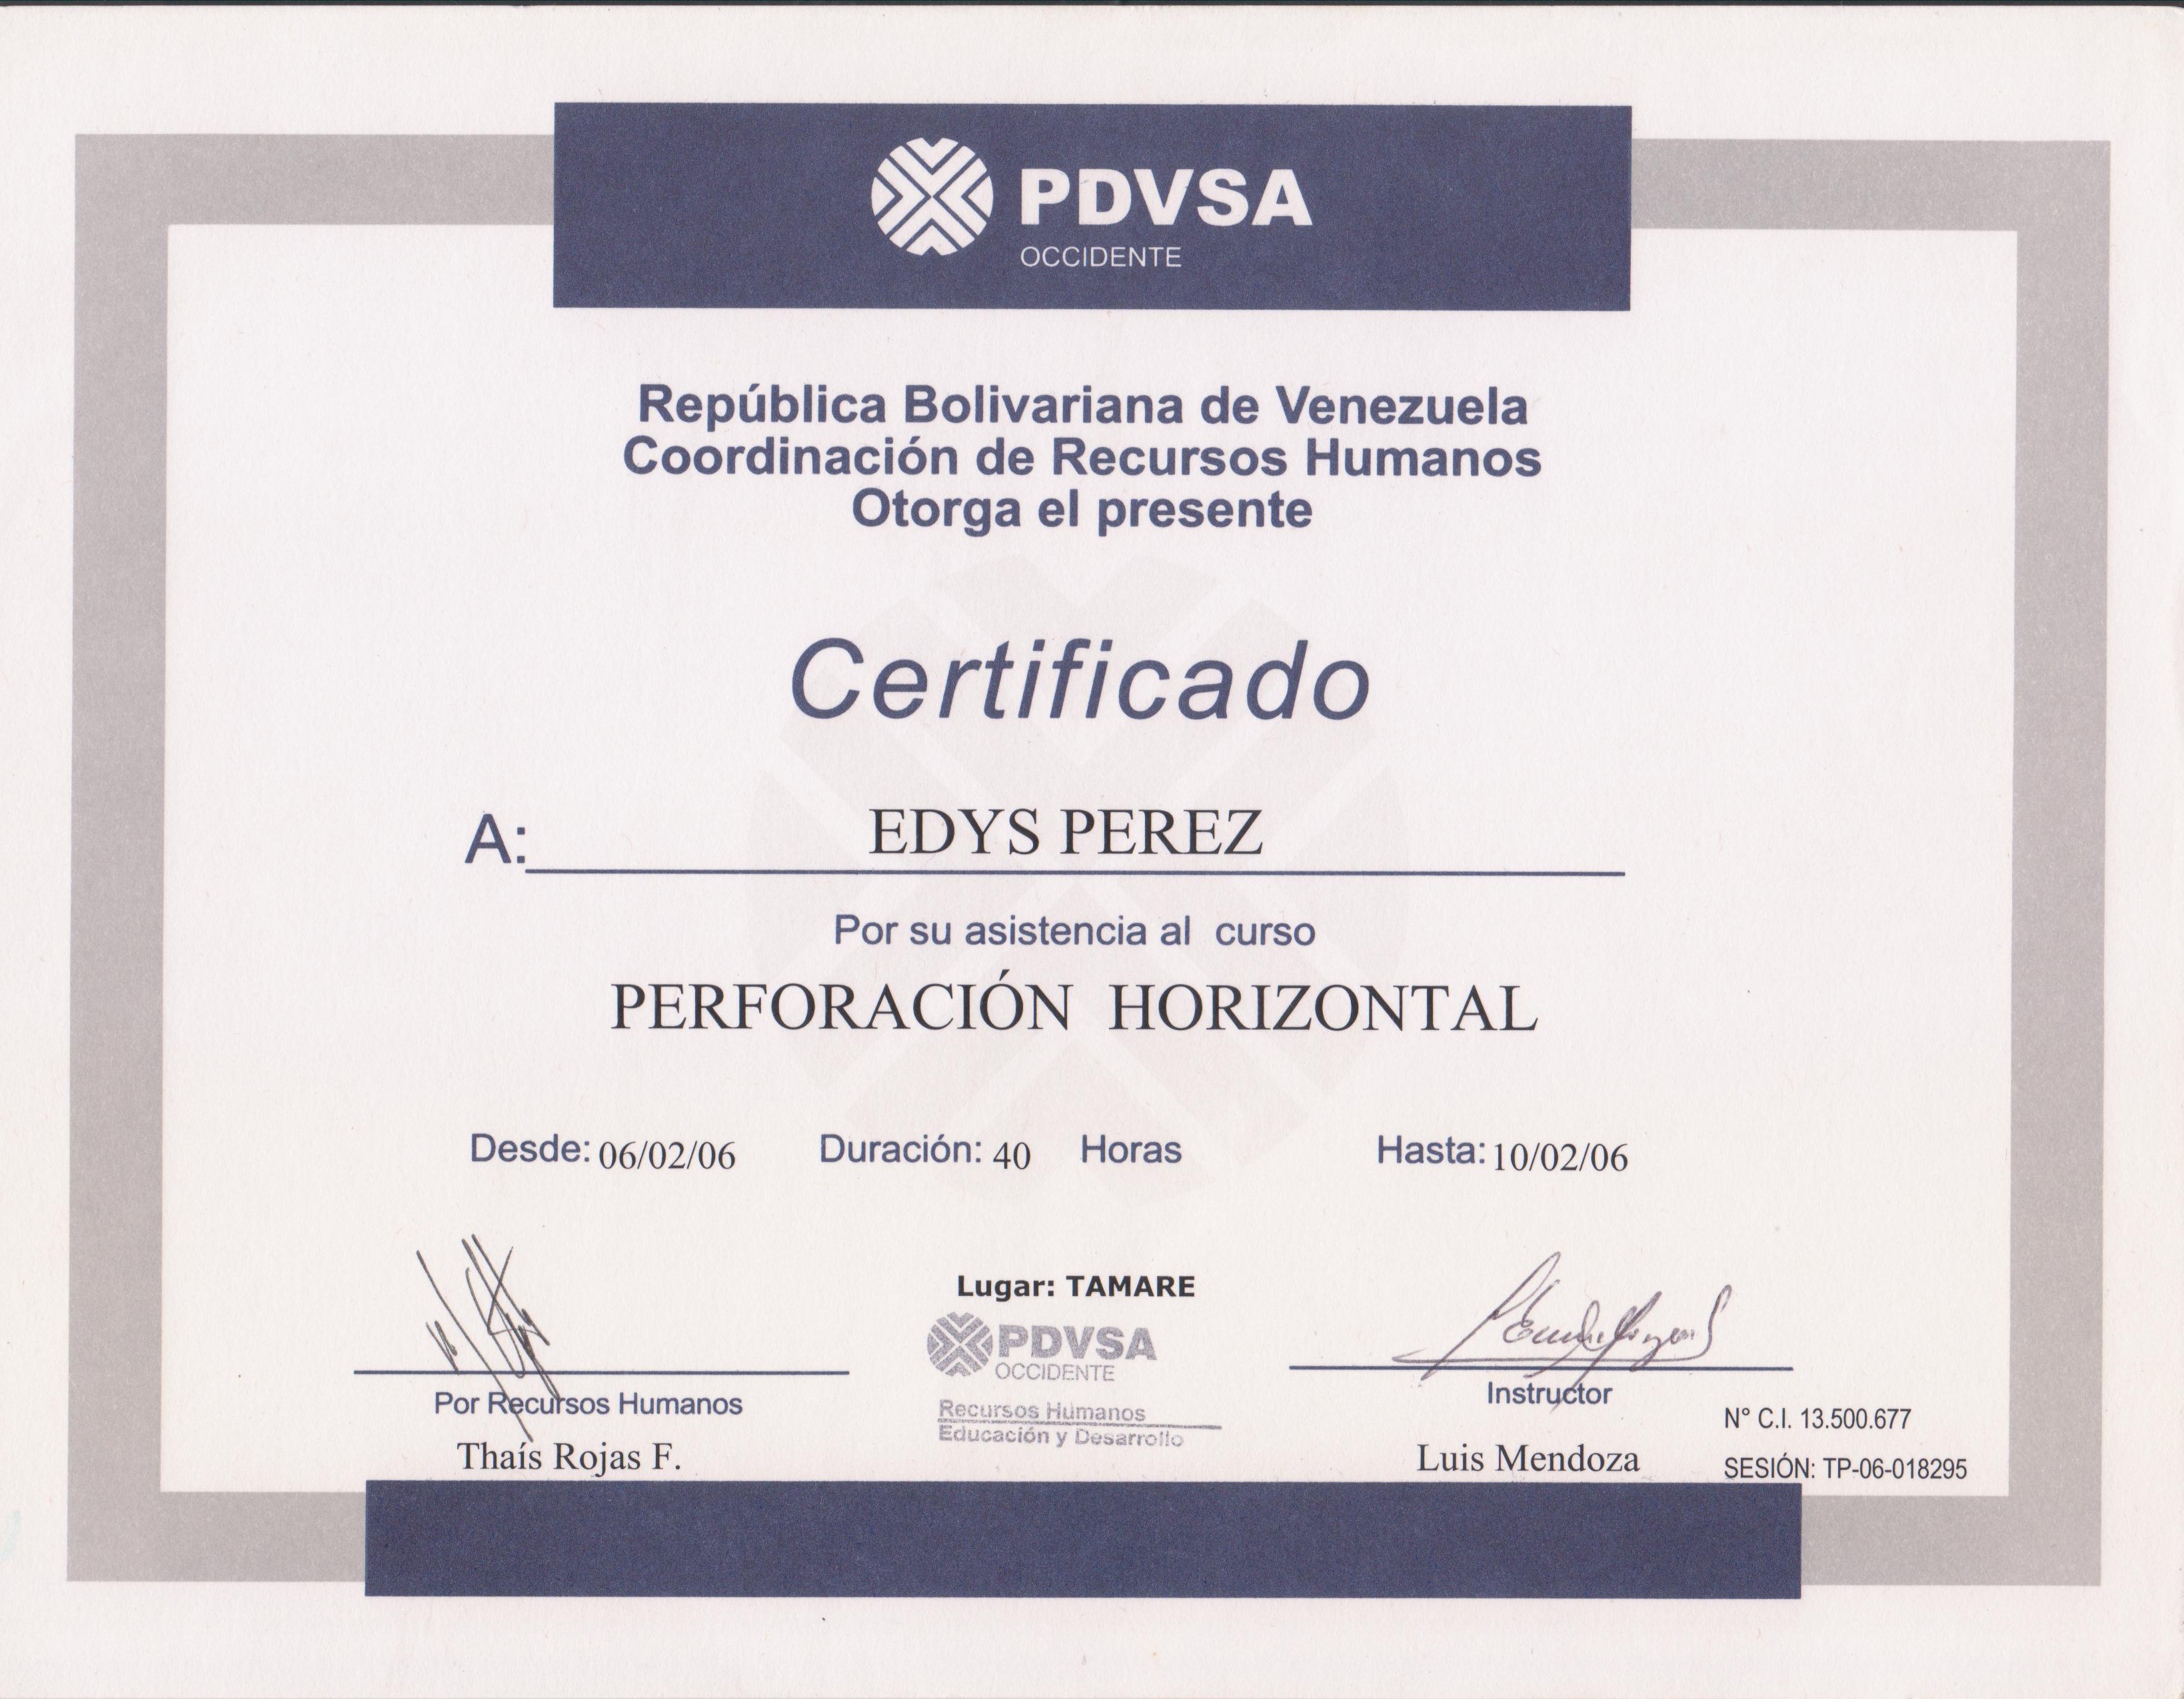 PDVSA
OCCIDENTE
República Bolivariana de Venezuela
Coordinación de Recursos Humanos
Otorga el presente
Certificado
A: EDYS PEREZ
Por su asistencia al curso
PERFORACIÓN HORIZONTAL
Desde: 06/02/06 Duración: 40 Horas Hasta: 10/02/06
Lugar: TAMARE
PDVSA
OCCIDENTE
Recursos Humanos
Educación y Desarrollo
Por Recursos Humanos
Thaís Rojas F.
Instructor
Luis Mendoza
N° C.I. 13.500.677
SESIÓN: TP-06-018295